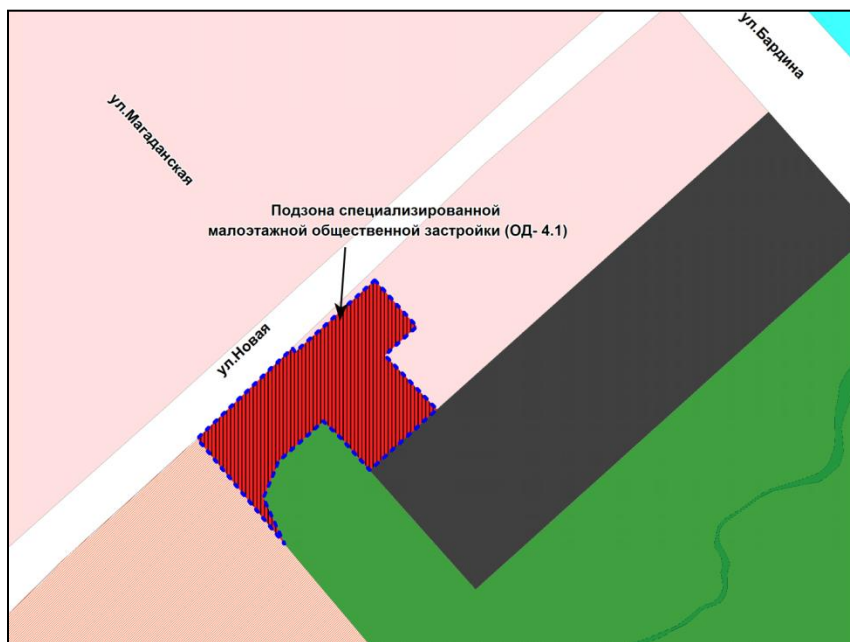 ул.Бардина
ул.Магаданская
Подзона специализированной
малоэтажной общественной застройки (ОД- 4.1)
ул.Новая